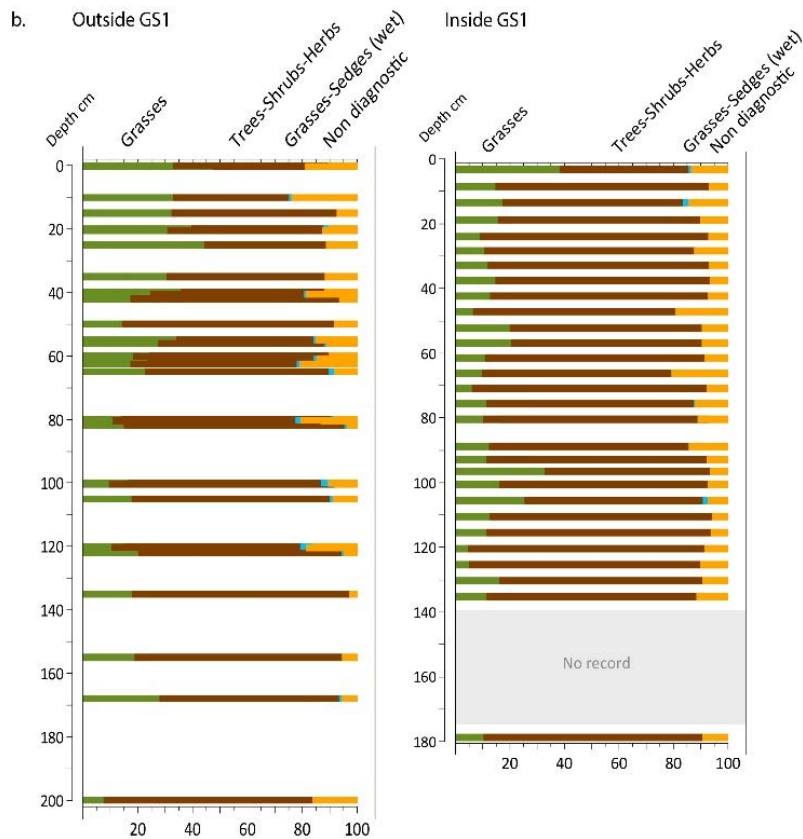 b.
Outside GS1
Depth cm
Grasses
Trees-Shrubs-Herbs
Grasses-Sedges (wet)
Non diagnostic
0
20
40
60
80
100
120
140
160
180
200
20
40
60
80
100
Inside GS1
Depth cm
Grasses
Trees-Shrubs-Herbs
Grasses-Sedges (wet)
Non diagnostic
0
20
40
60
80
100
120
140
160
180
No record
20
40
60
80
100